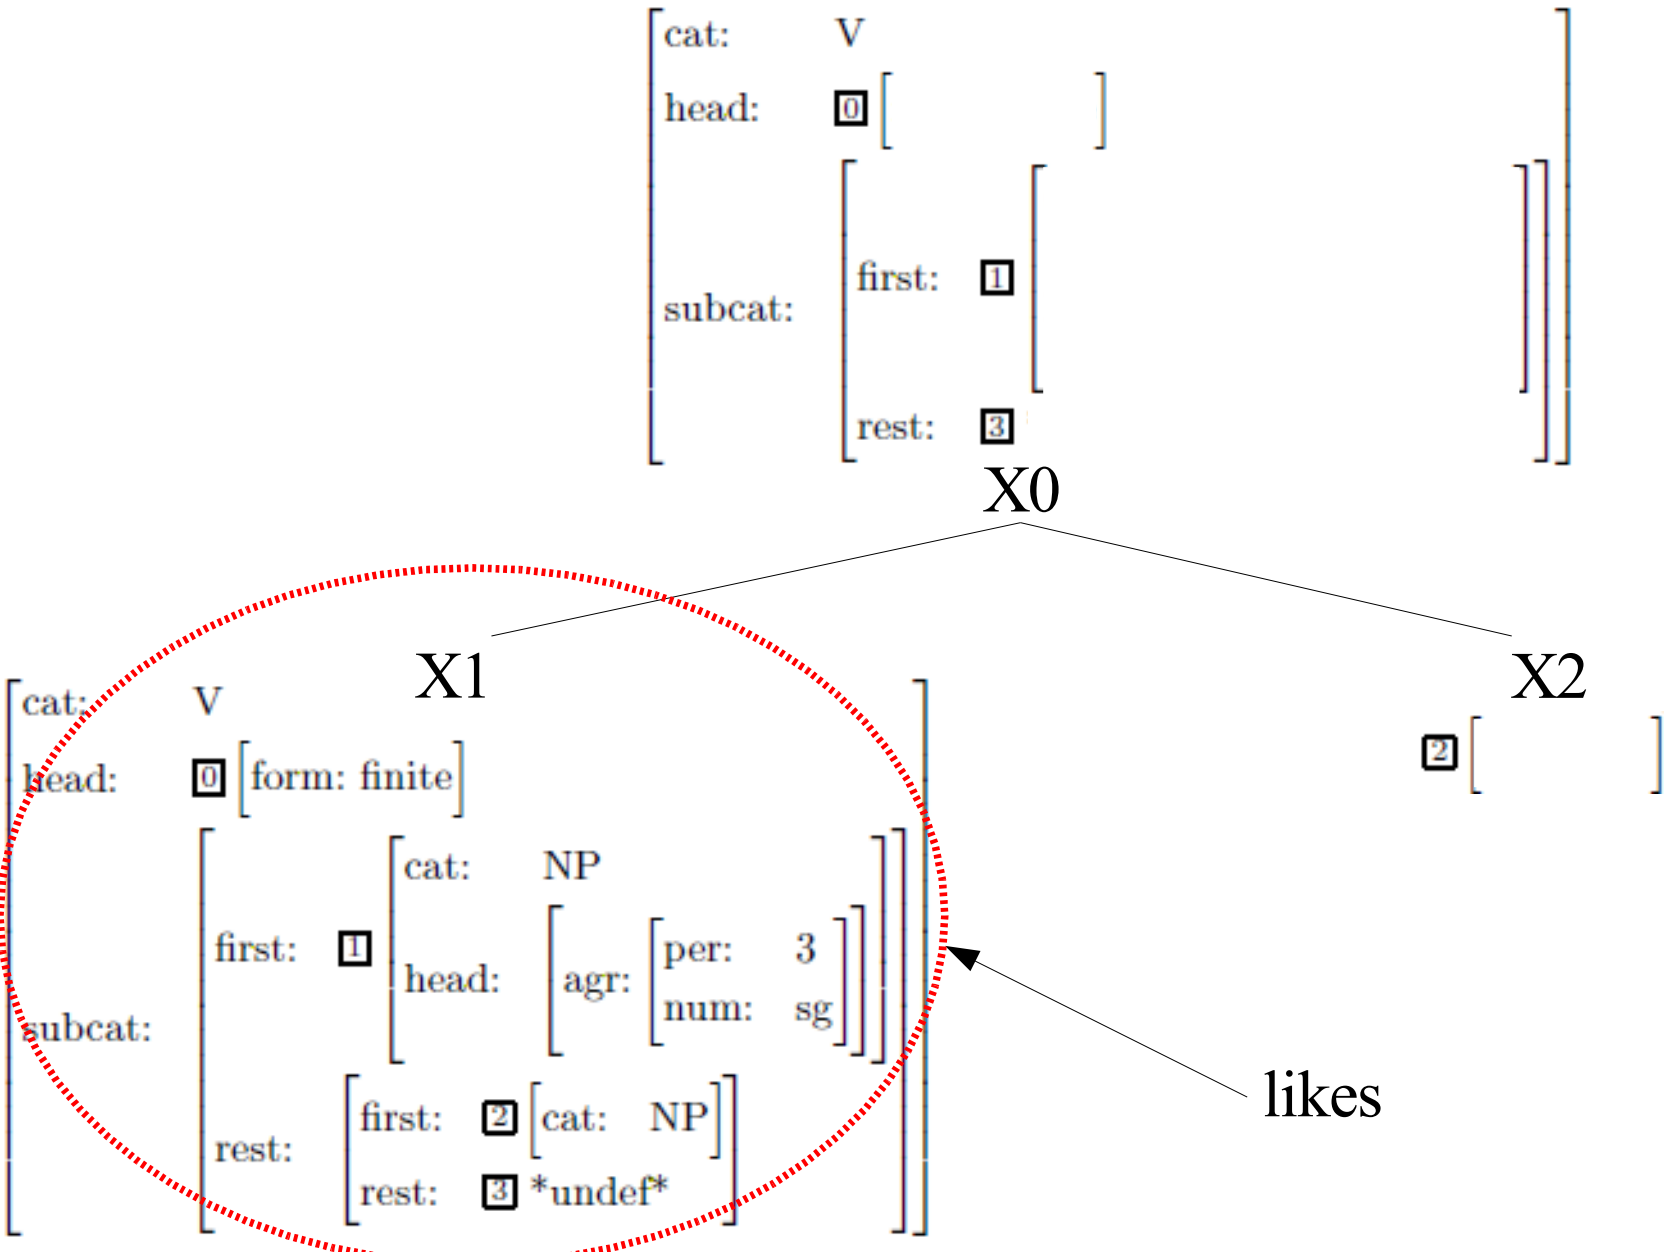 cat: V
head: 0
subcat:
first: 1
rest: 3
X0
X1
X2
cat: V
head: 0 form: finite
subcat:
first: 1
cat: NP
head:
agr:
per: 3
num: sg
rest:
first: 2 cat: NP
rest: 3 *undef*
2
likes